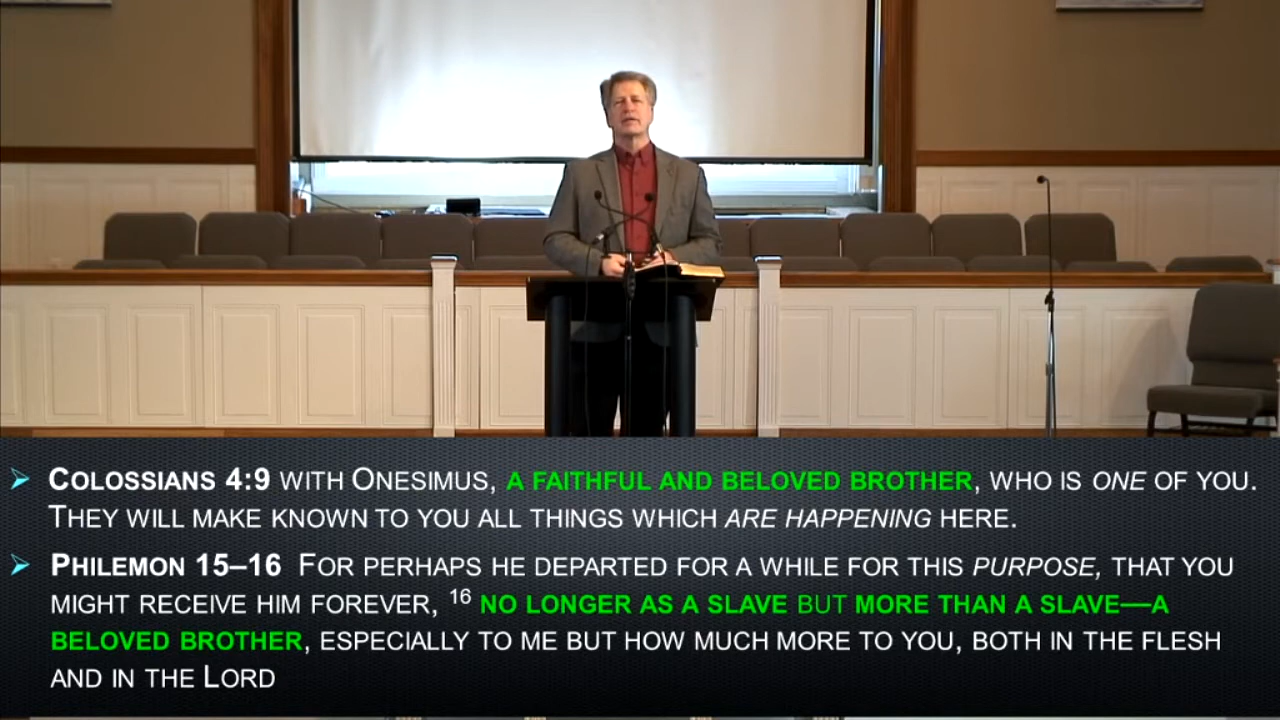 COLOSSIANS 4:9 WITH ONESIMUS, A FAITHFUL AND BELOVED BROTHER, WHO IS ONE OF YOU.
THEY WILL MAKE KNOWN TO YOU ALL THINGS WHICH ARE HAPPENING HERE.
PHILEMON 15–16 FOR PERHAPS HE DEPARTED FOR A WHILE FOR THIS PURPOSE, THAT YOU
MIGHT RECEIVE HIM FOREVER, 16 NO LONGER AS A SLAVE BUT MORE THAN A SLAVE—A
BELOVED BROTHER, ESPECIALLY TO ME BUT HOW MUCH MORE TO YOU, BOTH IN THE FLESH
AND IN THE LORD